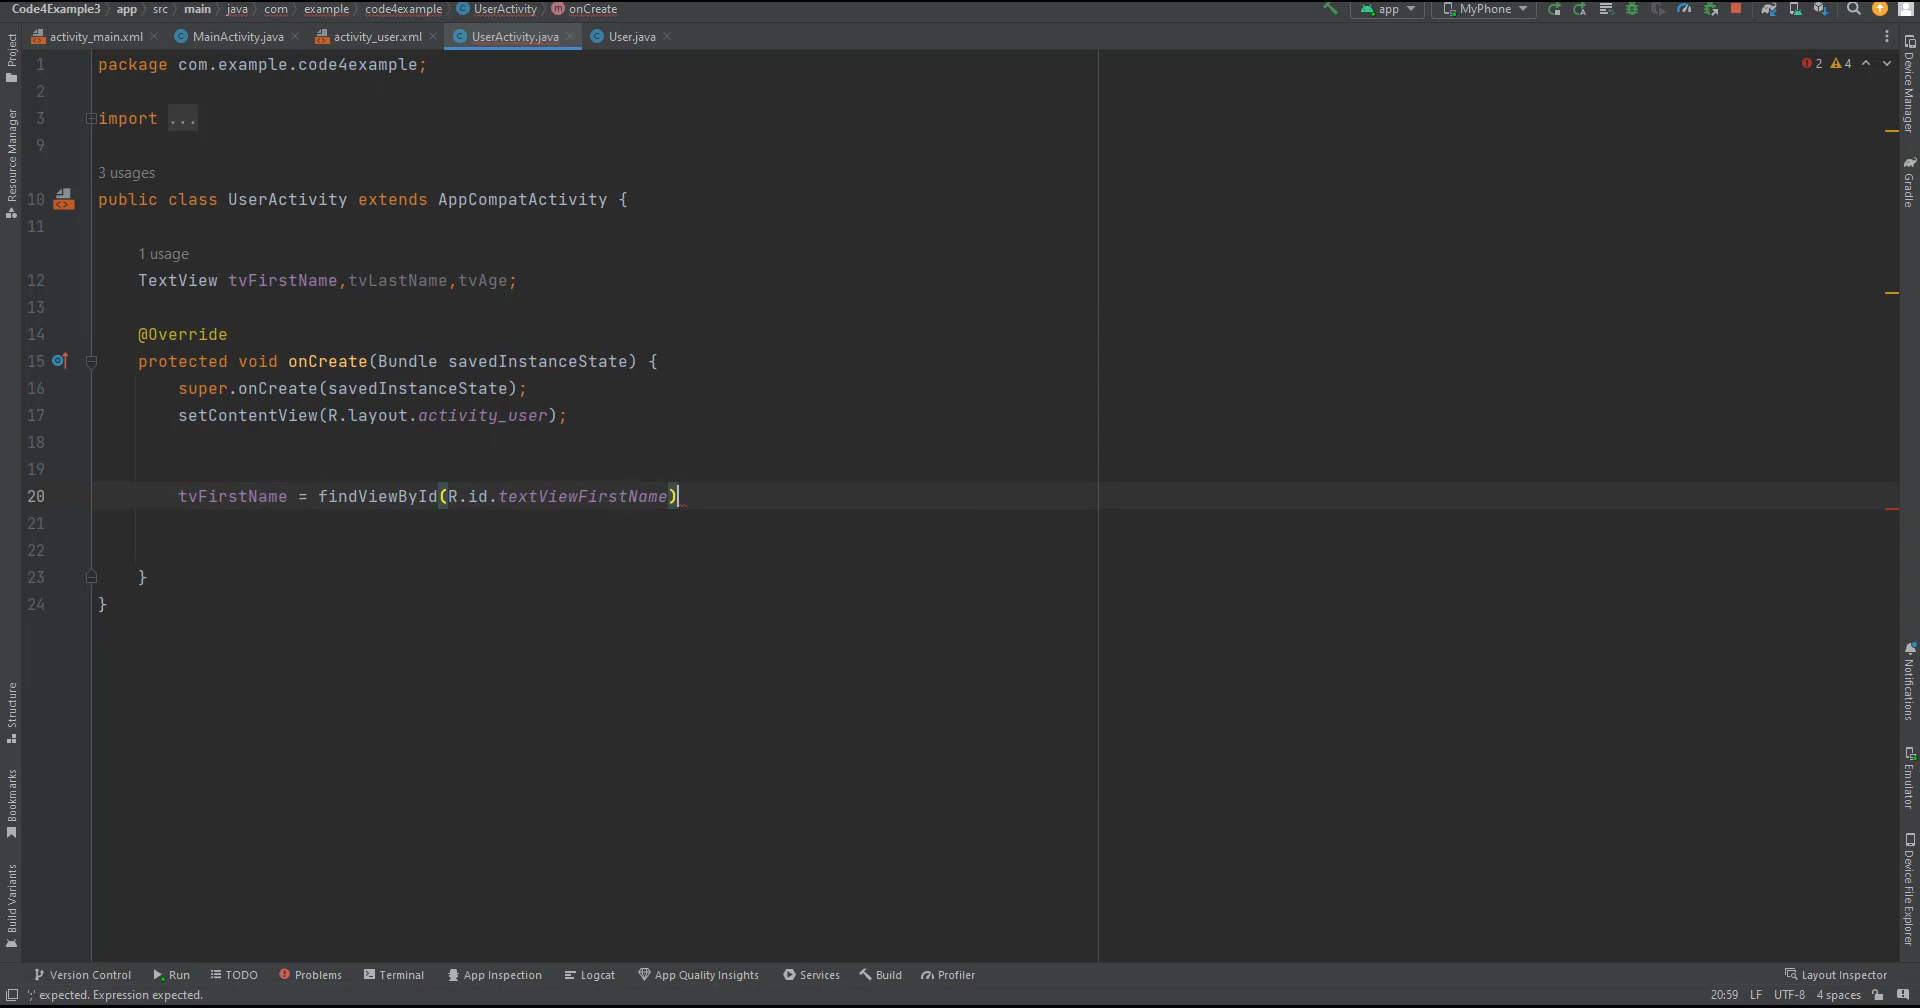 Code4Example3 app src main java com example code4example UserActivity onCreate
app MyPhone
activity_main.xml MainActivity.java activity_user.xml UserActivity.java User.java
2 4
1 package com.example.code4example;
2
3 import ...
9
3 usages
10 public class UserActivity extends AppCompatActivity {
11
1 usage
12 TextView tvFirstName,tvLastName,tvAge;
13
14 @Override
15 protected void onCreate(Bundle savedInstanceState) {
16 super.onCreate(savedInstanceState);
17 setContentView(R.layout.activity_user);
18
19
20 tvFirstName = findViewById(R.id.textViewFirstName)
21
22
23 }
24 }
Project
Resource Manager
Structure
Bookmarks
Build Variants
Device Manager
Gradle
Notifications
Emulator
Device File Explorer
Version Control Run TODO Problems Terminal App Inspection Logcat App Quality Insights Services Build Profiler Layout Inspector
';' expected. Expression expected. 20:59 LF UTF-8 4 spaces